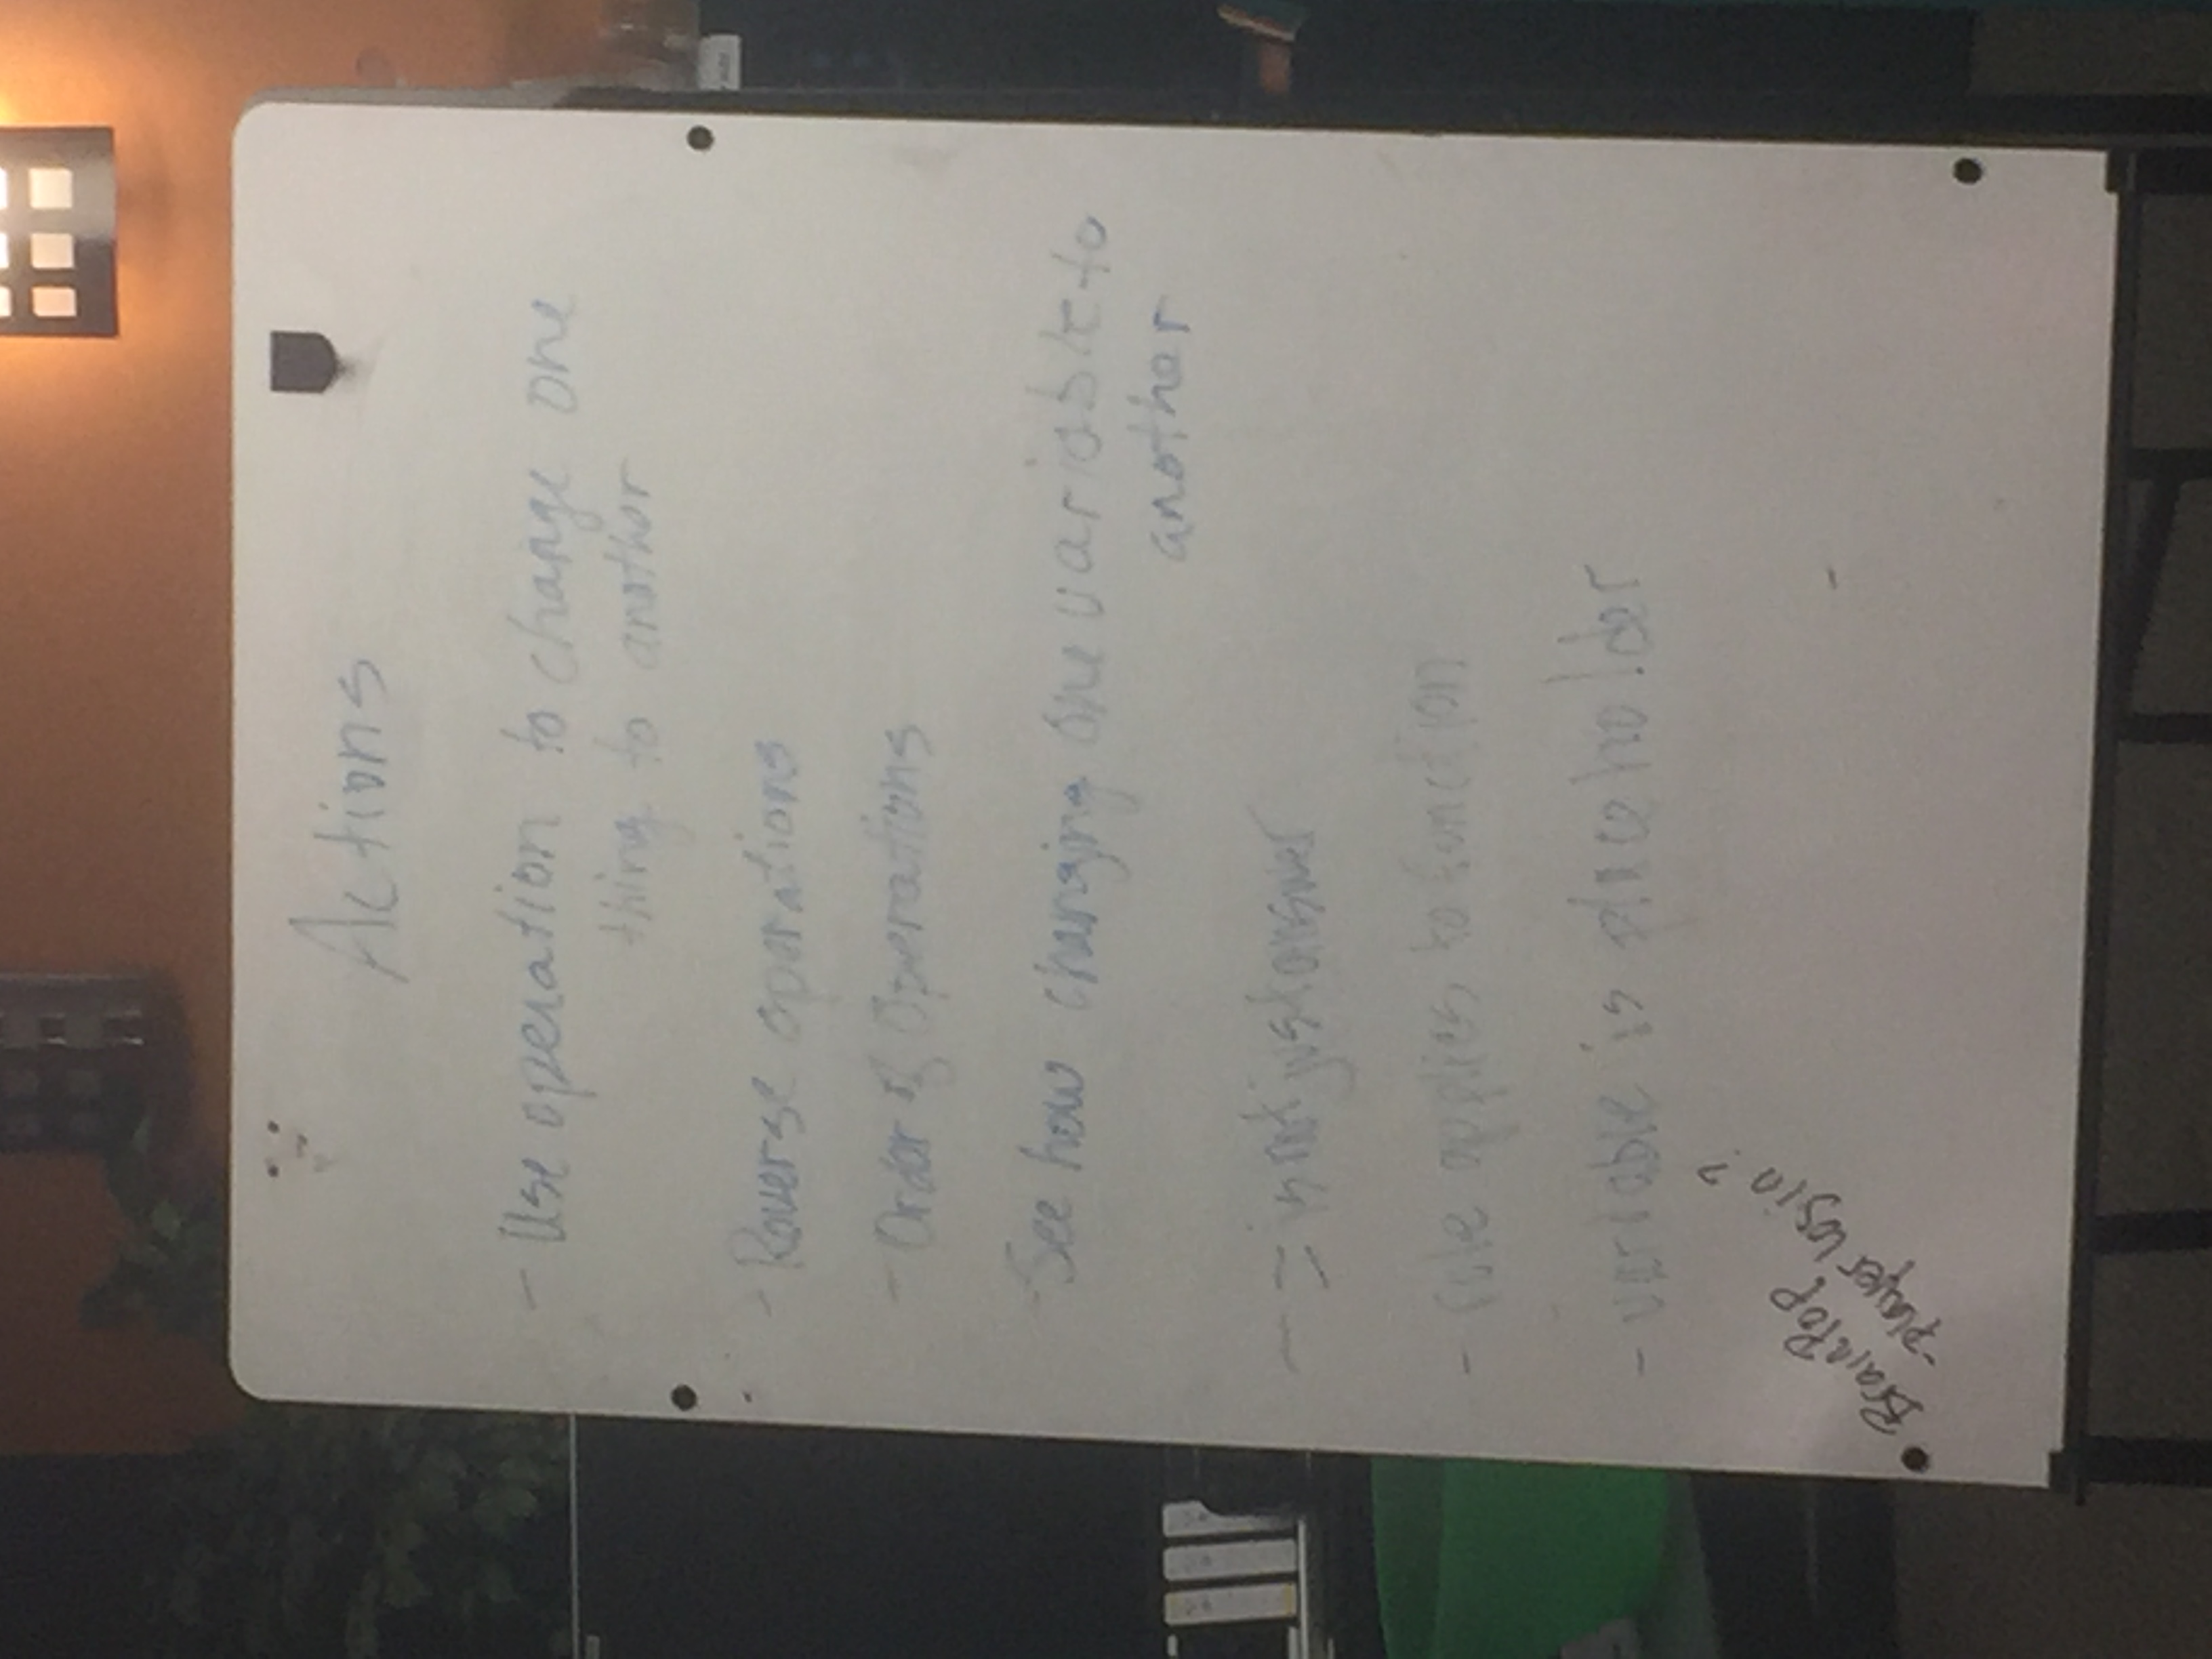 Actions
- Use operation to change one
thing to another
- Reverse operations
- Order of Operations
- See how changing one variable to
another
- = is not just answer
- rule applies to function
- variable is placeholder
BrainPop
- player login?